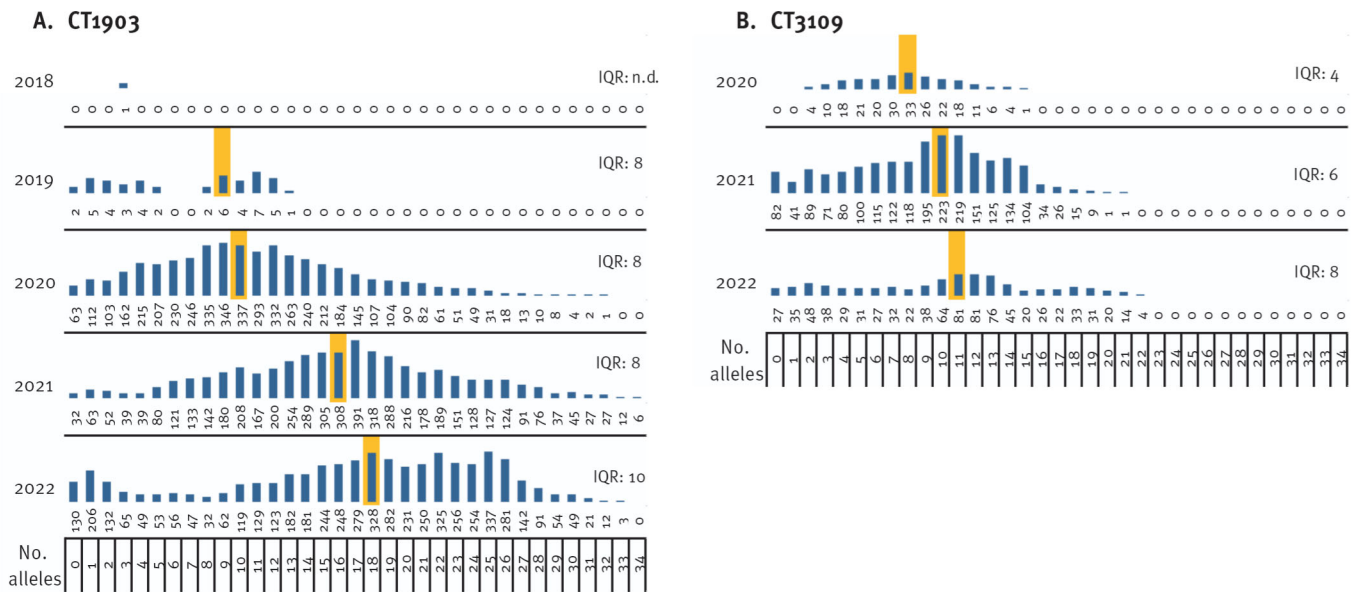 A. CT1903
2018
IQR: n.d.
0 0 0 1 0 0 0 0 0 0 0 0 0 0 0 0 0 0 0 0 0 0 0 0 0 0 0 0 0 0 0 0 0 0 0
2019
IQR: 8
2 5 4 3 4 2 0 0 2 6 4 7 5 1 0 0 0 0 0 0 0 0 0 0 0 0 0 0 0 0 0 0 0 0 0
2020
IQR: 8
63 112 103 162 215 207 230 246 335 346 337 293 332 263 240 212 184 145 107 104 90 82 61 51 49 31 18 13 10 8 4 2 1 0 0
2021
IQR: 8
32 63 52 39 39 80 121 133 142 180 208 167 200 254 289 305 308 391 318 288 216 178 189 151 128 127 124 91 76 37 45 27 27 12 6
2022
IQR: 10
130 206 132 65 49 53 56 47 32 62 119 129 123 182 181 244 248 279 328 282 231 250 325 256 254 337 281 142 91 54 49 21 12 3 0
No.
alleles
0 1 2 3 4 5 6 7 8 9 10 11 12 13 14 15 16 17 18 19 20 21 22 23 24 25 26 27 28 29 30 31 32 33 34
B. CT3109
2020
IQR: 4
0 0 4 10 18 21 20 30 33 26 22 18 11 6 4 1 0 0 0 0 0 0 0 0 0 0 0 0 0 0 0 0 0 0 0
2021
IQR: 6
82 41 89 71 80 100 115 122 118 195 223 219 151 125 134 104 34 26 15 9 1 1 0 0 0 0 0 0 0 0 0 0 0 0 0
2022
IQR: 8
27 35 48 38 29 31 27 32 22 38 64 81 81 76 45 20 26 22 33 31 20 14 4 0 0 0 0 0 0 0 0 0 0 0 0
No.
alleles
0 1 2 3 4 5 6 7 8 9 10 11 12 13 14 15 16 17 18 19 20 21 22 23 24 25 26 27 28 29 30 31 32 33 34